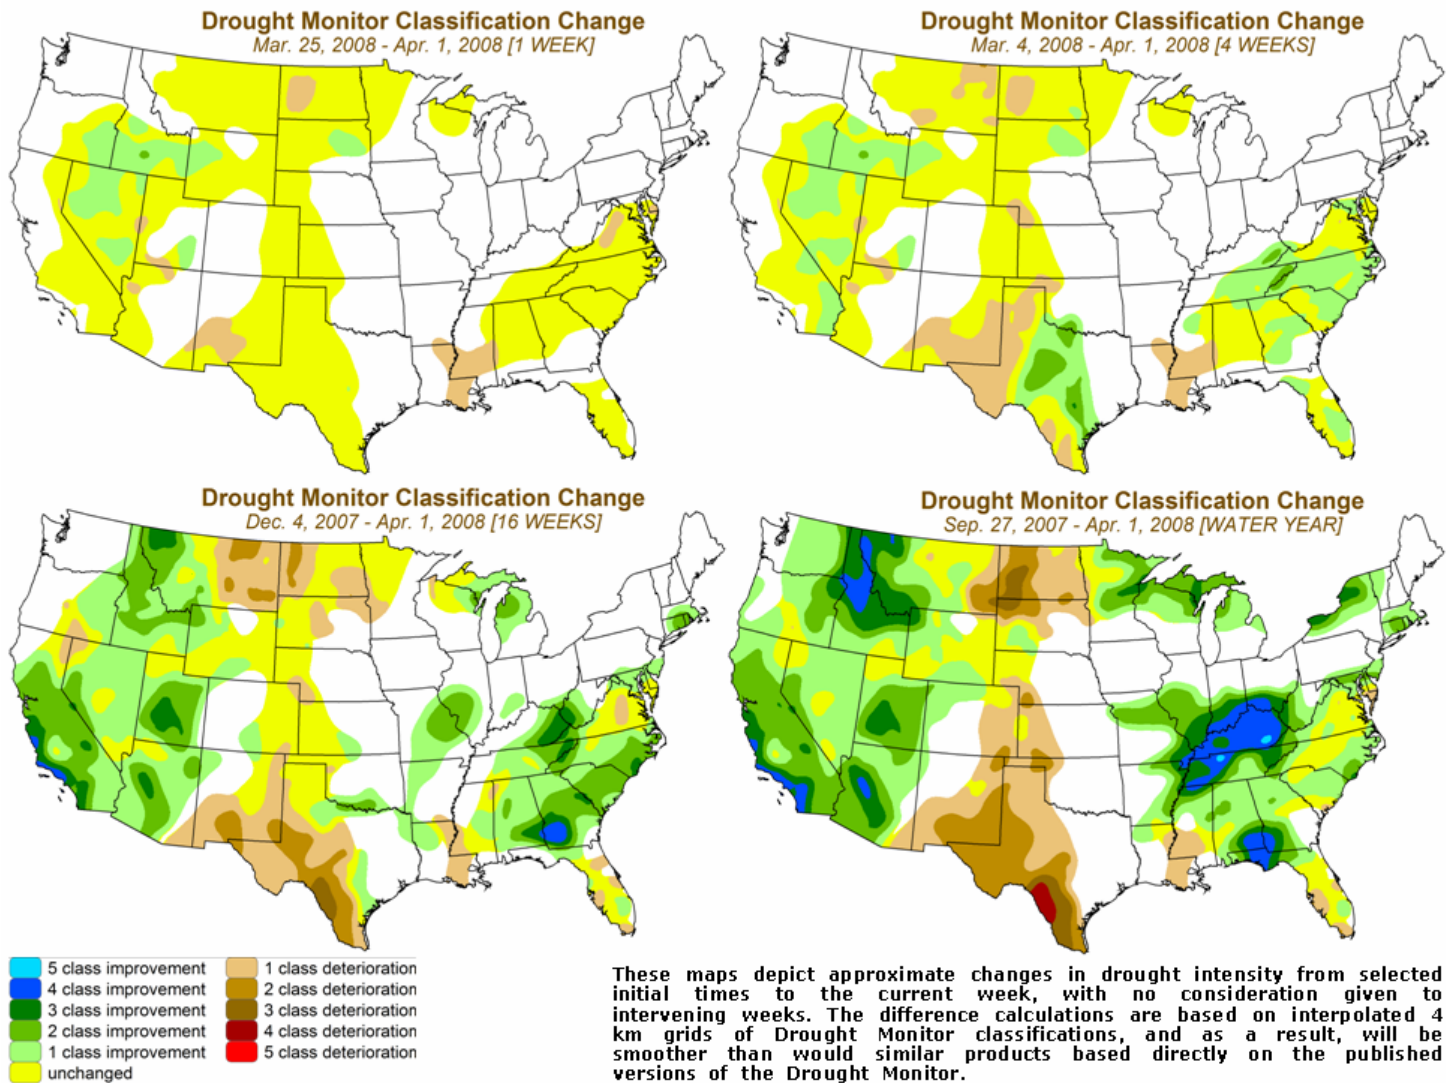 Drought Monitor Classification Change
Mar. 25, 2008 - Apr. 1, 2008 [1 WEEK]
Drought Monitor Classification Change
Mar. 4, 2008 - Apr. 1, 2008 [4 WEEKS]
Drought Monitor Classification Change
Dec. 4, 2007 - Apr. 1, 2008 [16 WEEKS]
Drought Monitor Classification Change
Sep. 27, 2007 - Apr. 1, 2008 [WATER YEAR]
5 class improvement
4 class improvement
3 class improvement
2 class improvement
1 class improvement
unchanged
1 class deterioration
2 class deterioration
3 class deterioration
4 class deterioration
5 class deterioration
These maps depict approximate changes in drought intensity from selected
initial times to the current week, with no consideration given to
intervening weeks. The difference calculations are based on interpolated 4
km grids of Drought Monitor classifications, and as a result, will be
smoother than would similar products based directly on the published
versions of the Drought Monitor.